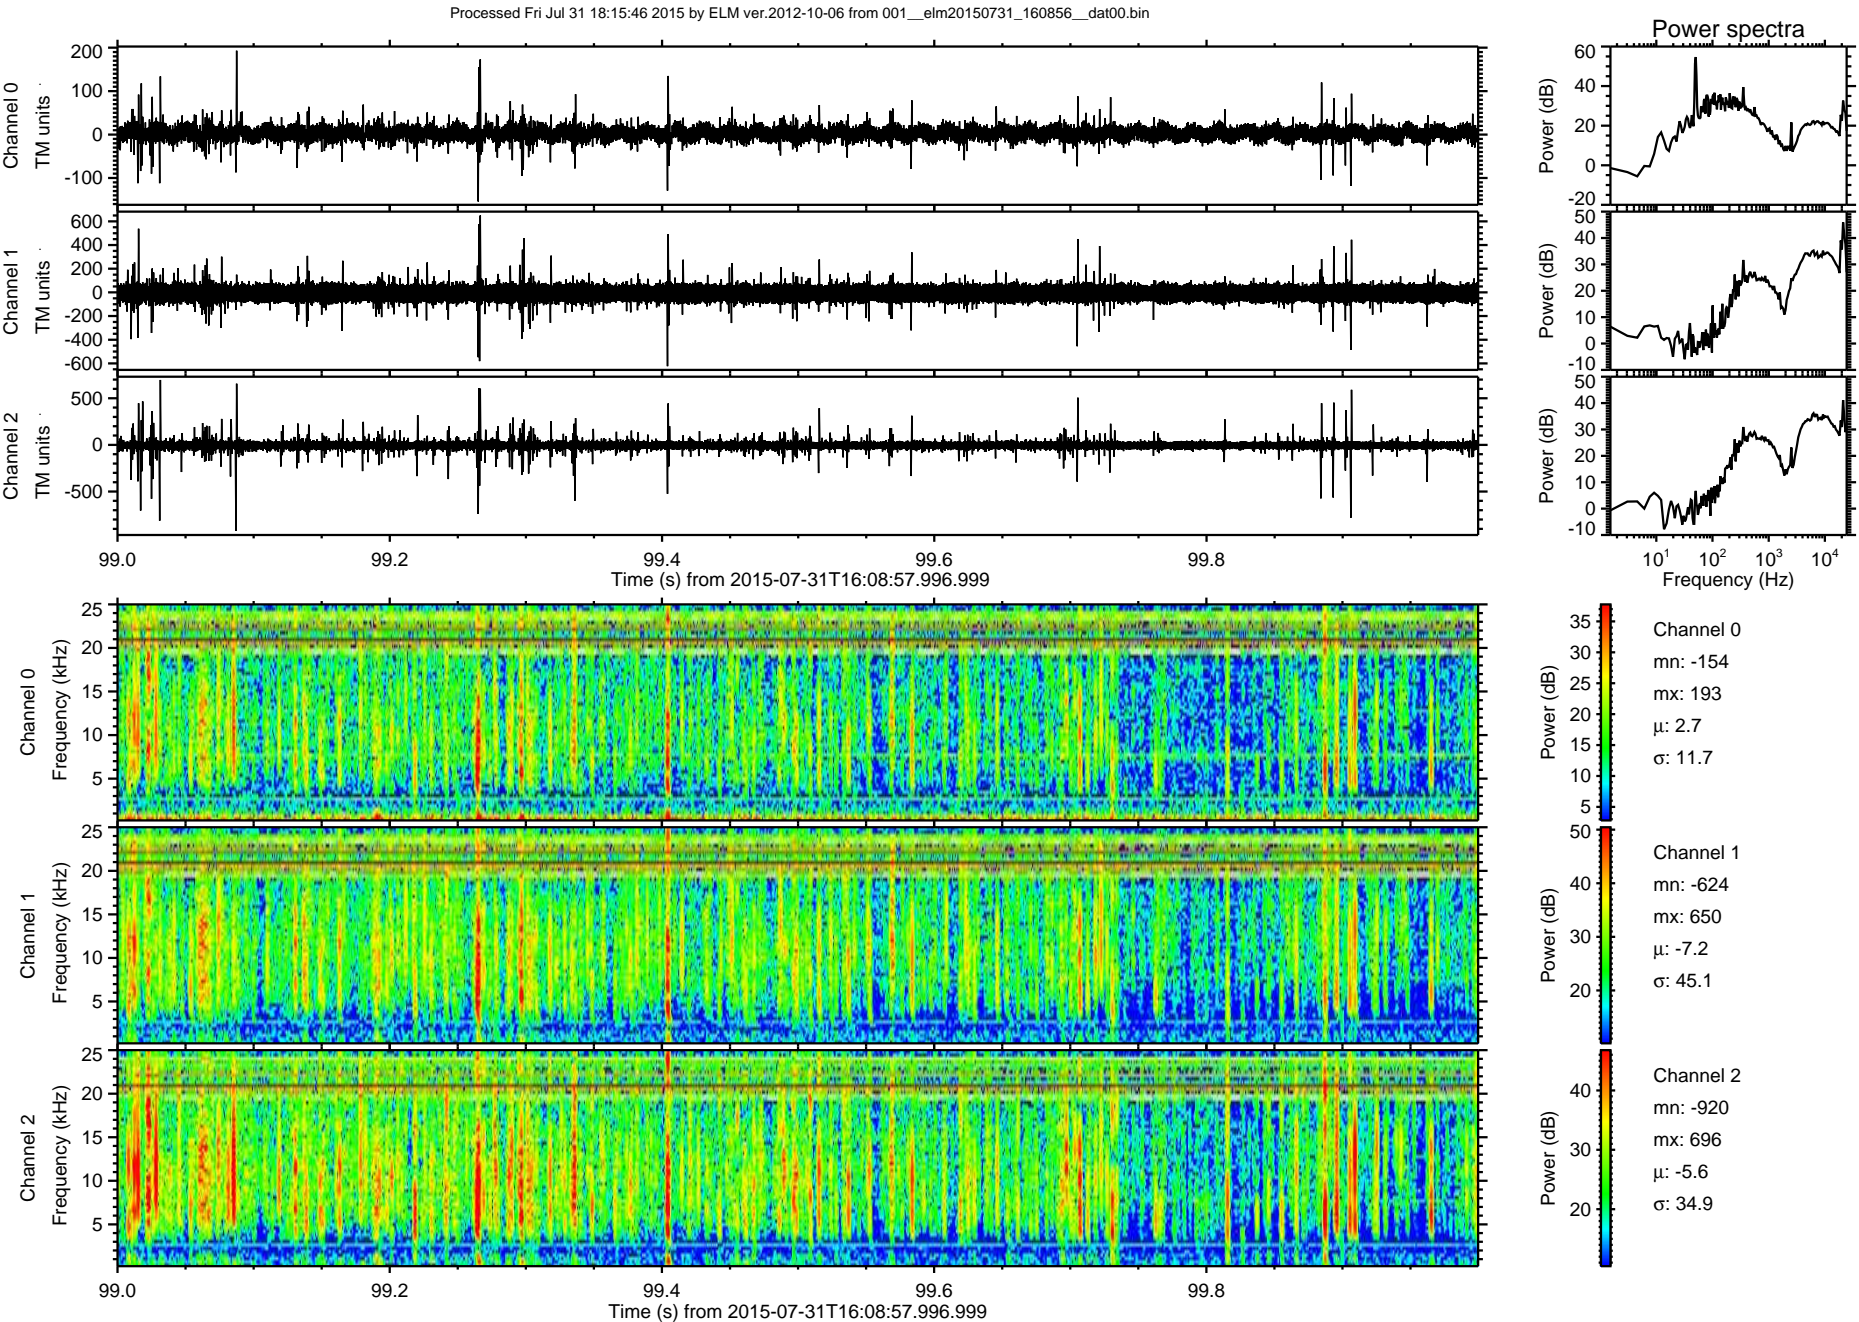 Processed Fri Jul 31 18:15:46 2015 by ELM ver.2012-10-06 from 001__elm20150731_160856__dat00.bin
Power spectra
Channel 0
TM units
200
100
0
-100
Power (dB)
60
40
20
0
-20
Channel 1
TM units
600
400
200
0
-200
-400
-600
Power (dB)
50
40
30
20
10
0
-10
Channel 2
TM units
500
0
-500
Power (dB)
50
40
30
20
10
0
-10
99.0 99.2 99.4 99.6 99.8
Time (s) from 2015-07-31T16:08:57.996.999
10¹ 10² 10³ 10⁴
Frequency (Hz)
Channel 0
Frequency (kHz)
25
20
15
10
5
Power (dB)
35
30
25
20
15
10
5
Channel 0
mn: -154
mx: 193
μ: 2.7
σ: 11.7
Channel 1
Frequency (kHz)
25
20
15
10
5
Power (dB)
50
40
30
20
Channel 1
mn: -624
mx: 650
μ: -7.2
σ: 45.1
Channel 2
Frequency (kHz)
25
20
15
10
5
Power (dB)
40
30
20
Channel 2
mn: -920
mx: 696
μ: -5.6
σ: 34.9
99.0 99.2 99.4 99.6 99.8
Time (s) from 2015-07-31T16:08:57.996.999